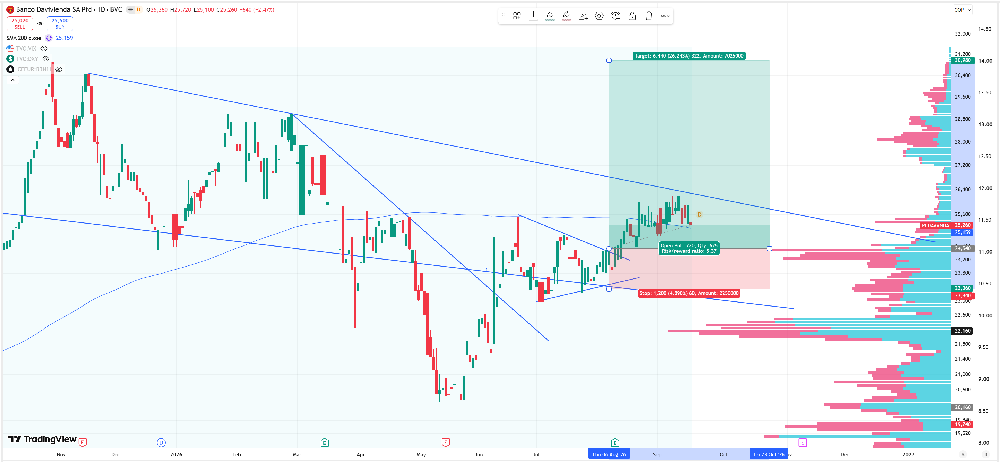 Banco Davivienda SA Pfd · 1D · BVC D O25,360 H25,720 L25,100 C25,260 −640 (−2.47%)
COP
25,020 SELL 480 25,500 BUY
SMA 200 close 25,159
TVC:VIX
TVC:DXY
ICEEUR:BRN1!
Target: 6,440 (26.243%) 322, Amount: 7025000
D
Open PnL: 720, Qty: 625
Risk/reward ratio: 5.37
1
Stop: 1,200 (4.890%) 60, Amount: 2250000
PFDAVVNDA 25,260
32,000
31,200
30,980
30,400
29,600
28,800
28,000
27,200
26,400
25,600
25,159
24,540
24,200
23,800
23,360
23,340
23,000
22,600
22,160
21,800
21,400
21,000
20,600
20,160
19,840
19,740
19,520
14.50
14.00
13.50
13.00
12.50
12.00
11.50
11.00
10.50
10.00
9.50
9.00
8.50
8.00
TradingView
E D E E E E
Nov Dec 2026 Feb Mar Apr May Jun Jul Thu 06 Aug '26 Sep Oct Fri 23 Oct '26 Dec 2027 A B